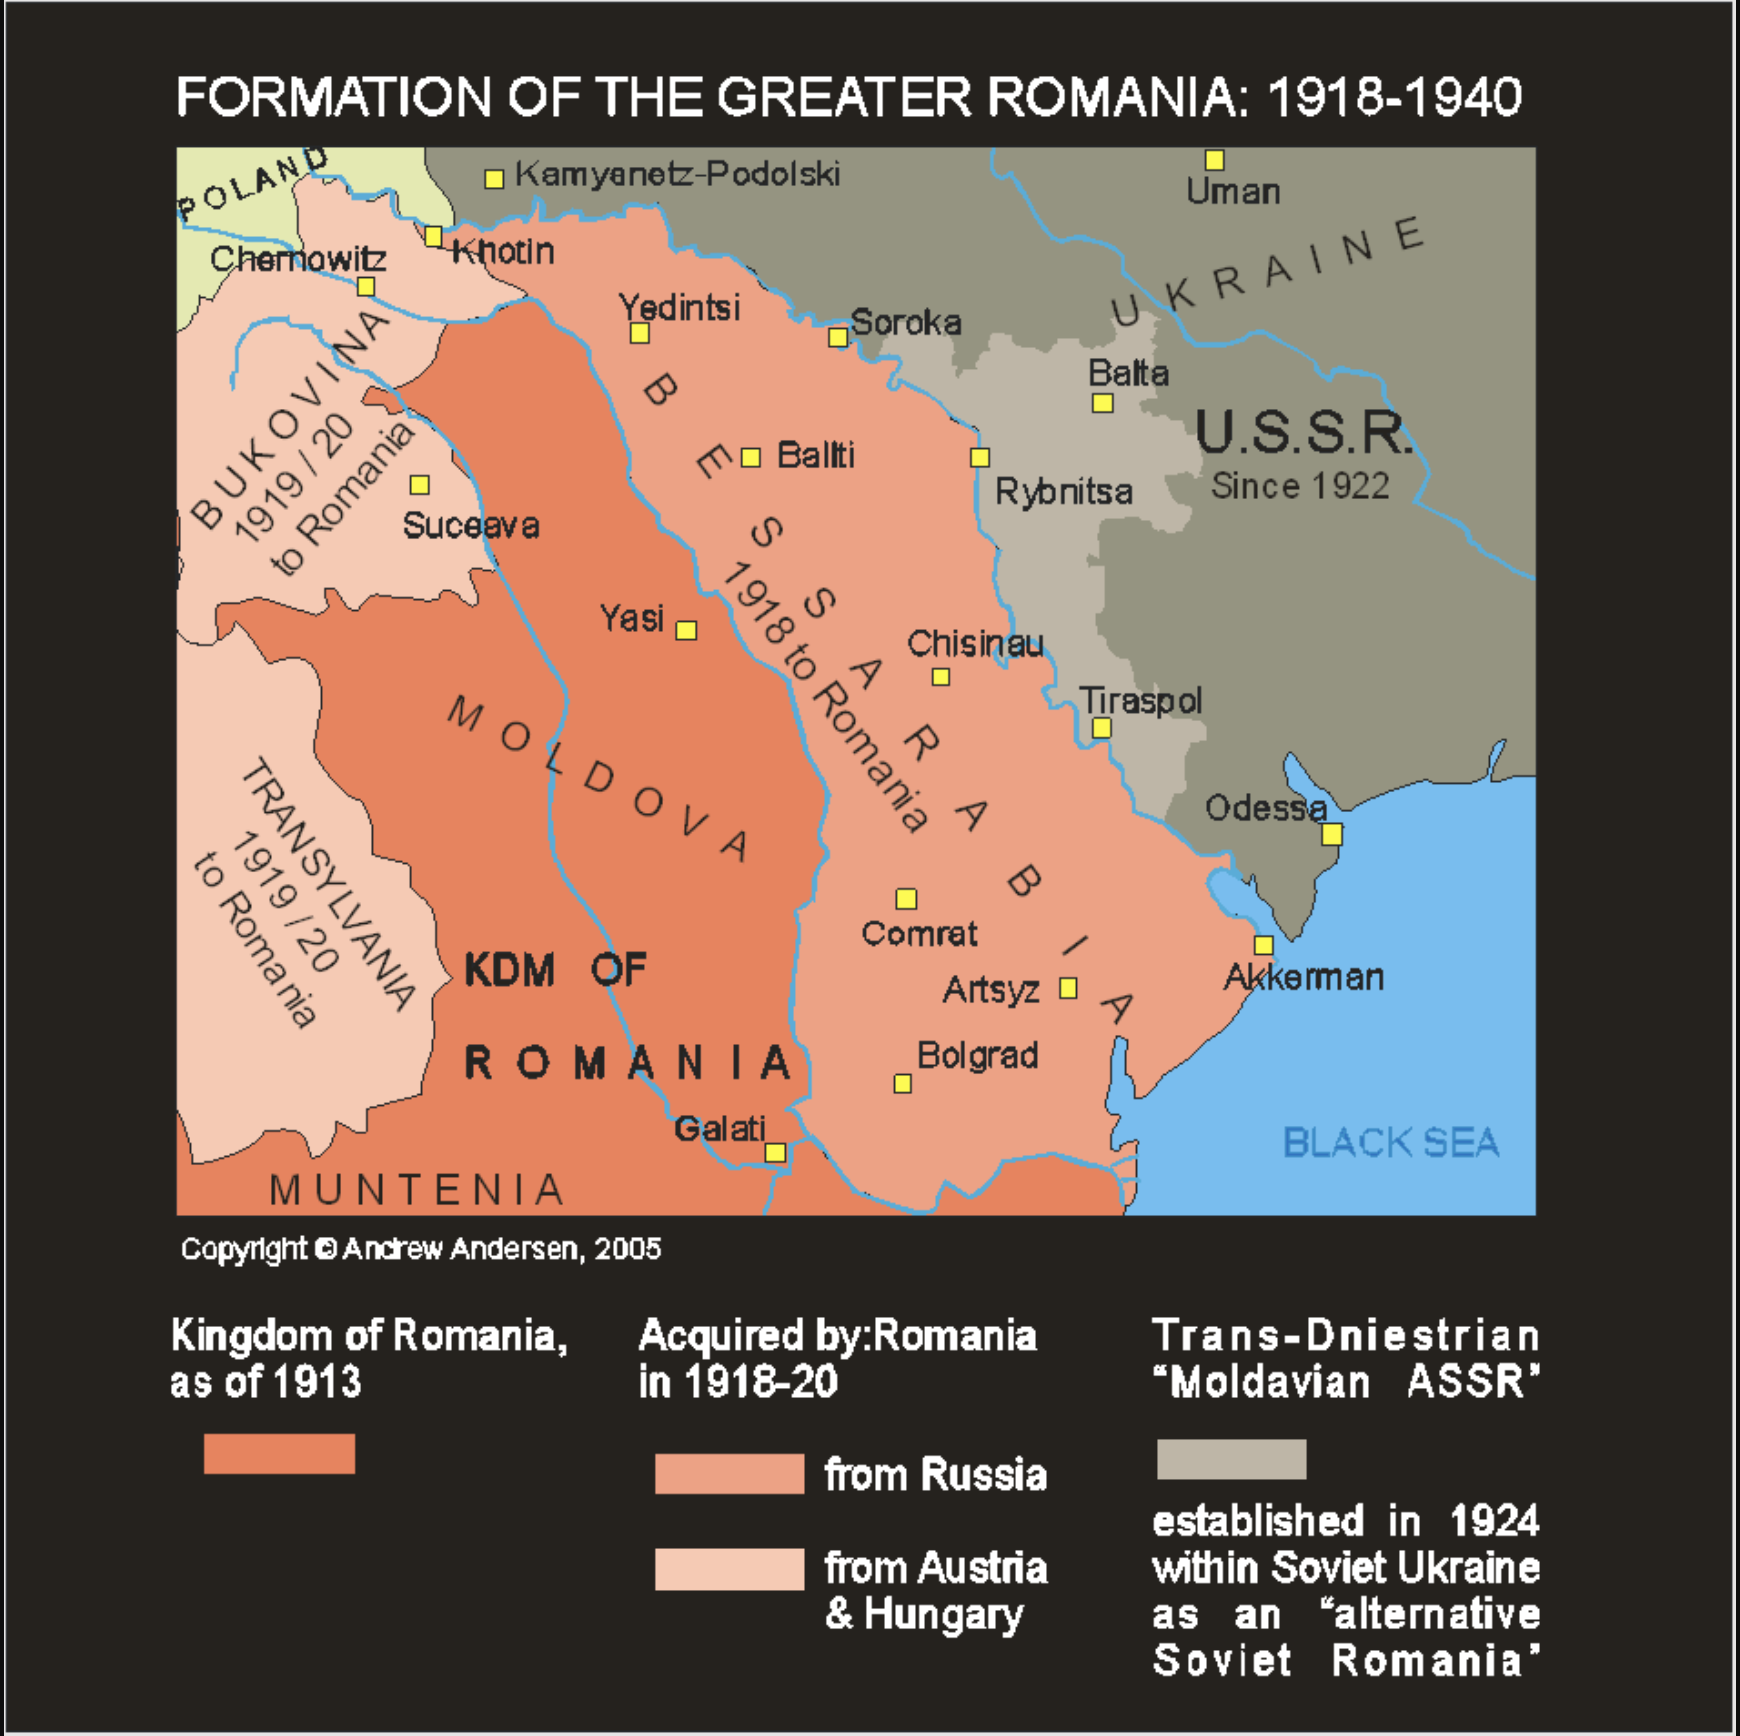 FORMATION OF THE GREATER ROMANIA: 1918-1940
POLAND
Kamyenetz-Podolski
Uman
UKRAINE
Chernowitz
Khotin
Yedintsi
Soroka
Balta
U.S.S.R.
Since 1922
BUKOVINA
1919 / 20
to Romania
Ballti
Rybnitsa
Suceava
BESSARABIA
1918 to Romania
Yasi
Chisinau
Tiraspol
MOLDOVA
TRANSYLVANIA
1919 / 20
to Romania
Odessa
Comrat
KDM OF
ROMANIA
Artsyz
Akkerman
Bolgrad
Galati
BLACK SEA
MUNTENIA
Copyright © Andrew Andersen, 2005
Kingdom of Romania,
as of 1913
Acquired by:Romania
in 1918-20
from Russia
from Austria
& Hungary
Trans-Dniestrian
“Moldavian ASSR”
established in 1924
within Soviet Ukraine
as an “alternative
Soviet Romania”